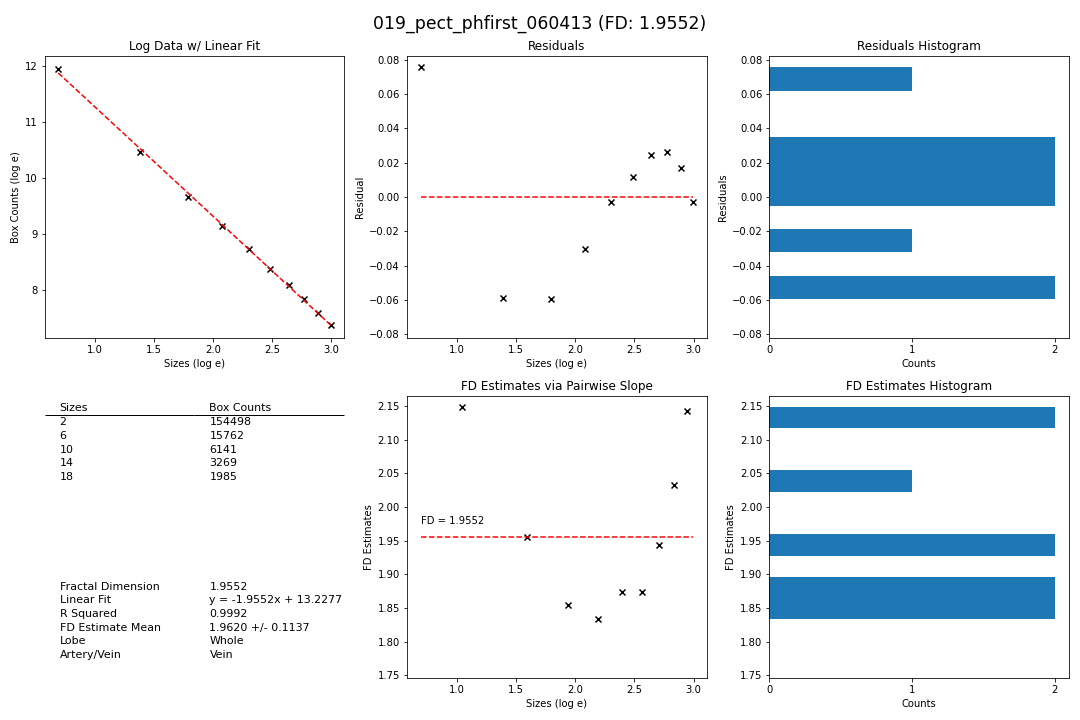 019_pect_phfirst_060413 (FD: 1.9552)
Log Data w/ Linear Fit
12
11
10
9
8
Box Counts (log e)
1.0 1.5 2.0 2.5 3.0
Sizes (log e)
Residuals
0.08
0.06
0.04
0.02
0.00
−0.02
−0.04
−0.06
−0.08
Residual
1.0 1.5 2.0 2.5 3.0
Sizes (log e)
Residuals Histogram
0.08
0.06
0.04
0.02
0.00
−0.02
−0.04
−0.06
−0.08
Residuals
0 1 2
Counts
Sizes Box Counts
2 154498
6 15762
10 6141
14 3269
18 1985
Fractal Dimension 1.9552
Linear Fit y = -1.9552x + 13.2277
R Squared 0.9992
FD Estimate Mean 1.9620 +/- 0.1137
Lobe Whole
Artery/Vein Vein
FD Estimates via Pairwise Slope
2.15
2.10
2.05
2.00
1.95
1.90
1.85
1.80
1.75
FD Estimates
FD = 1.9552
1.0 1.5 2.0 2.5 3.0
Sizes (log e)
FD Estimates Histogram
2.15
2.10
2.05
2.00
1.95
1.90
1.85
1.80
1.75
FD Estimates
0 1 2
Counts